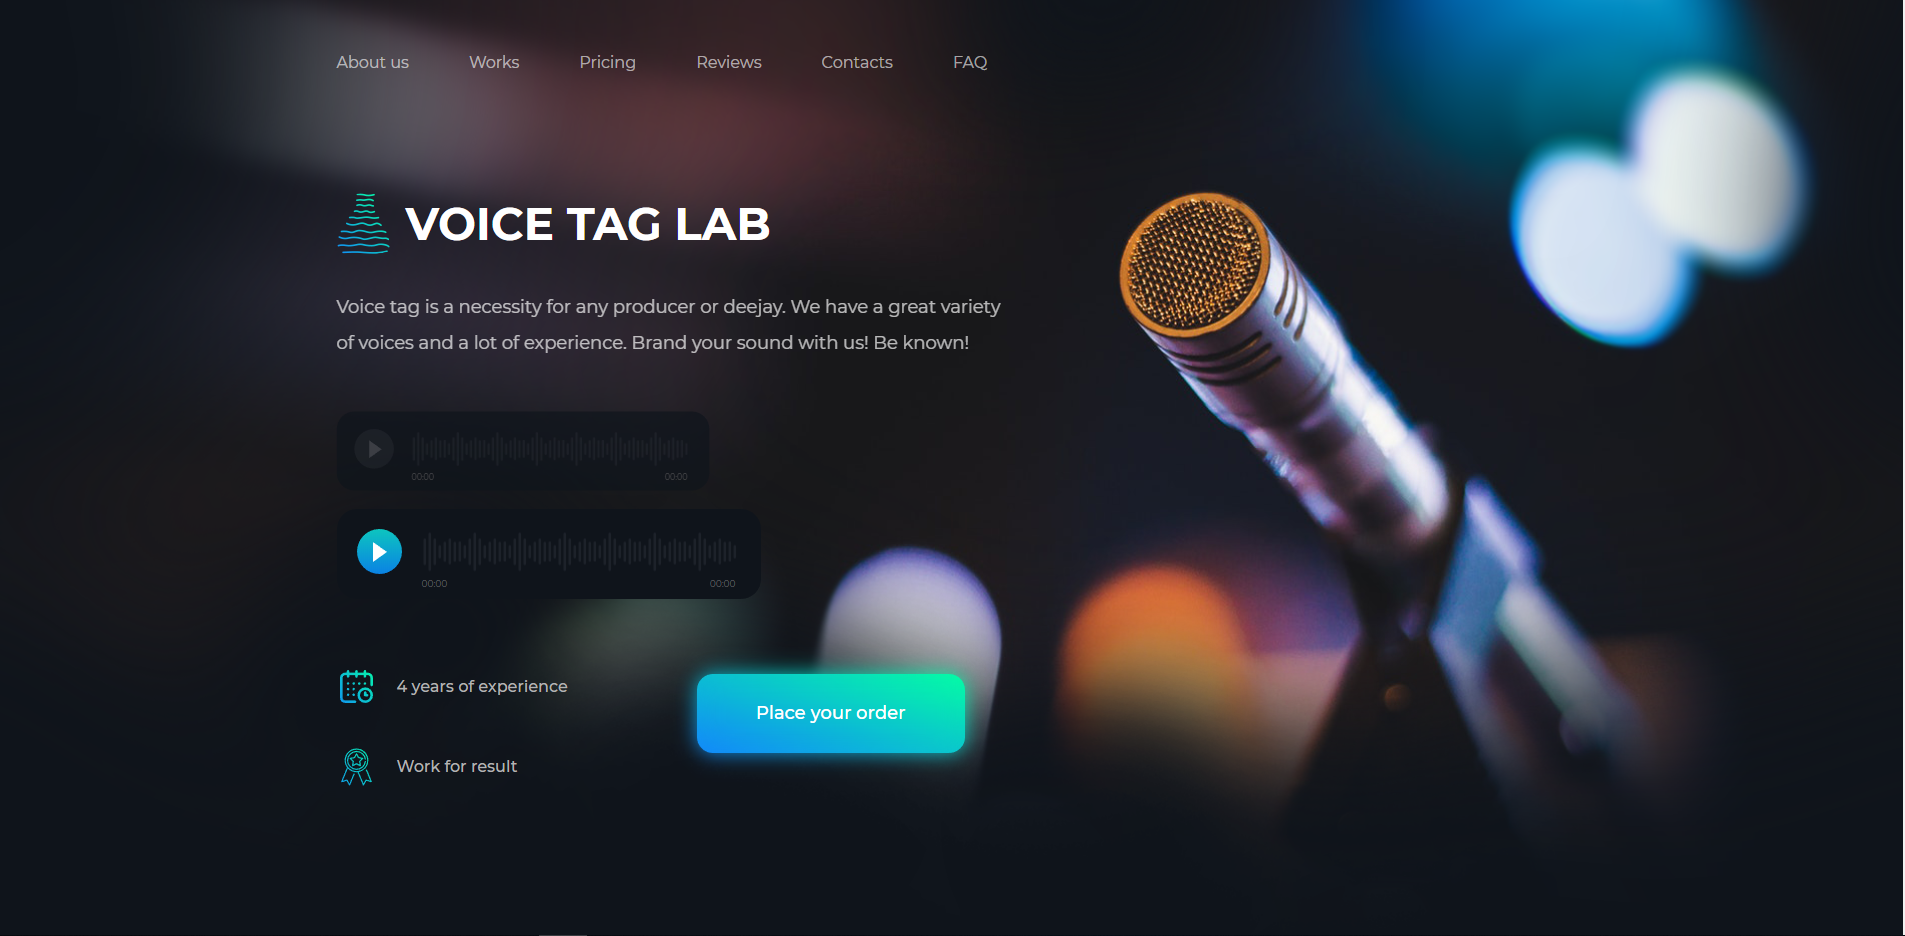 About us Works Pricing Reviews Contacts FAQ
VOICE TAG LAB
Voice tag is a necessity for any producer or deejay. We have a great variety
of voices and a lot of experience. Brand your sound with us! Be known!
00:00 00:00
00:00 00:00
4 years of experience
Place your order
Work for result